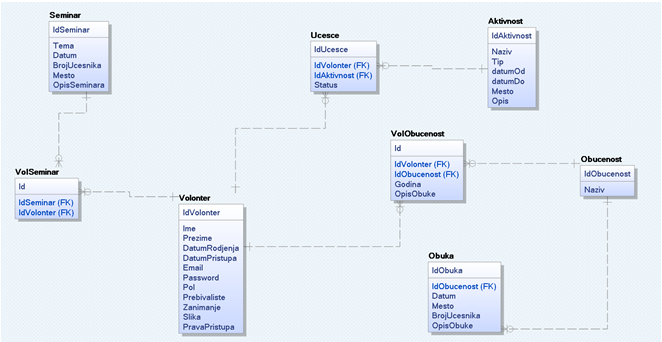 Seminar
IdSeminar
Tema
Datum
BrojUcesnika
Mesto
OpisSeminara
Ucesce
IdUcesce
IdVolonter (FK)
IdAktivnost (FK)
Status
Aktivnost
IdAktivnost
Naziv
Tip
datumOd
datumDo
Mesto
Opis
VolSeminar
Id
IdSeminar (FK)
IdVolonter (FK)
Volonter
IdVolonter
Ime
Prezime
DatumRodjenja
DatumPristupa
Email
Password
Pol
Prebivaliste
Zanimanje
Slika
PravaPristupa
VolObucenost
Id
IdVolonter (FK)
IdObucenost (FK)
Godina
OpisObuke
Obucenost
IdObucenost
Naziv
Obuka
IdObuka
IdObucenost (FK)
Datum
Mesto
BrojUcesnika
OpisObuke